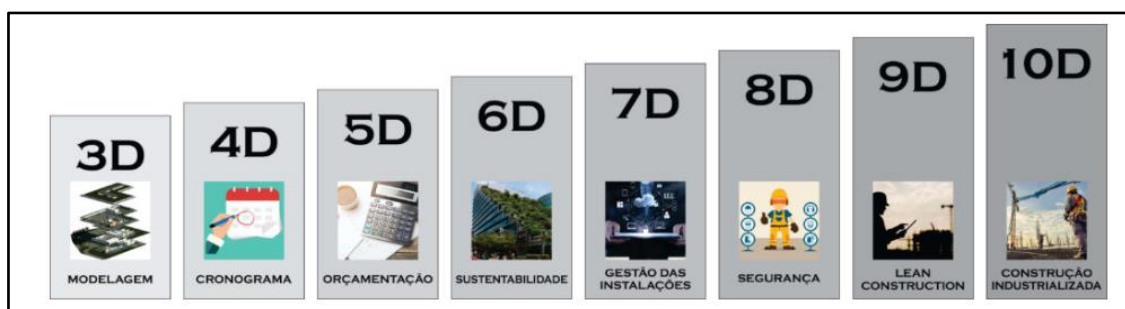 3D
MODELAGEM
4D
CRONOGRAMA
5D
ORÇAMENTAÇÃO
6D
SUSTENTABILIDADE
7D
GESTÃO DAS
INSTALAÇÕES
8D
SEGURANÇA
9D
LEAN
CONSTRUCTION
10D
CONSTRUÇÃO
INDUSTRIALIZADA